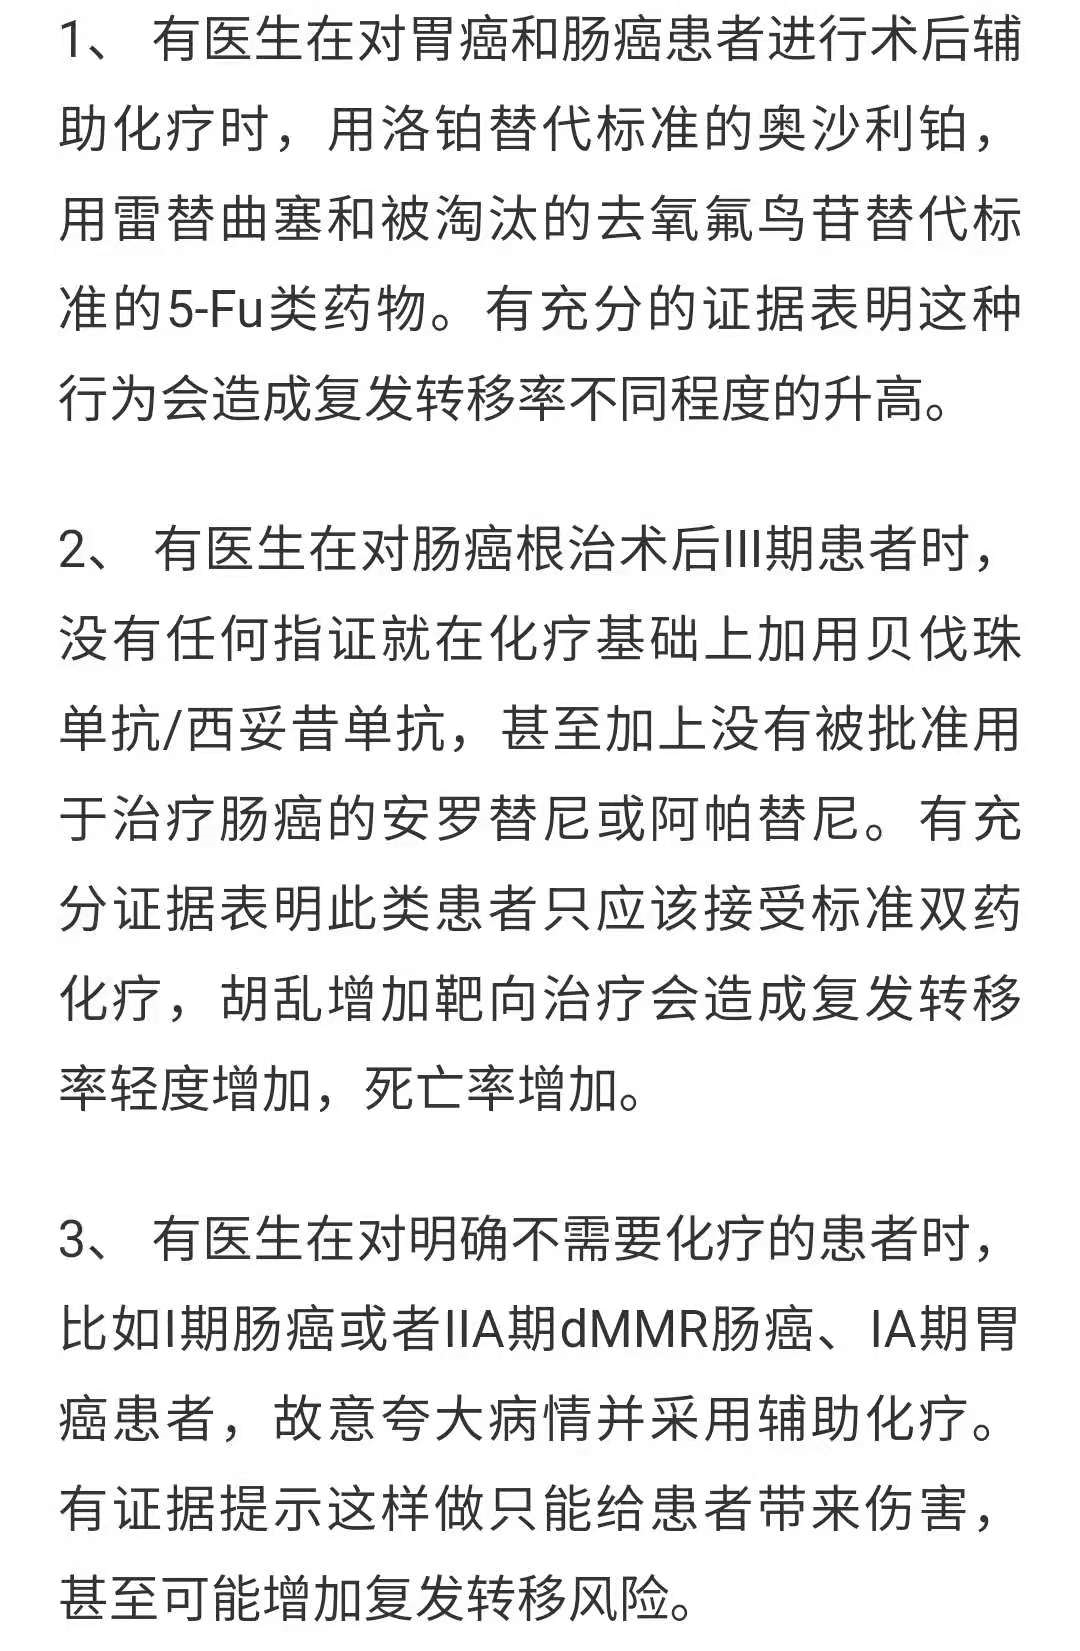 1、 有医生在对胃癌和肠癌患者进行术后辅
助化疗时，用洛铂替代标准的奥沙利铂，
用雷替曲塞和被淘汰的去氧氟鸟苷替代标
准的5-Fu类药物。有充分的证据表明这种
行为会造成复发转移率不同程度的升高。
2、 有医生在对肠癌根治术后III期患者时，
没有任何指证就在化疗基础上加用贝伐珠
单抗/西妥昔单抗，甚至加上没有被批准用
于治疗肠癌的安罗替尼或阿帕替尼。有充
分证据表明此类患者只应该接受标准双药
化疗，胡乱增加靶向治疗会造成复发转移
率轻度增加，死亡率增加。
3、 有医生在对明确不需要化疗的患者时，
比如I期肠癌或者IIA期dMMR肠癌、IA期胃
癌患者，故意夸大病情并采用辅助化疗。
有证据提示这样做只能给患者带来伤害，
甚至可能增加复发转移风险。